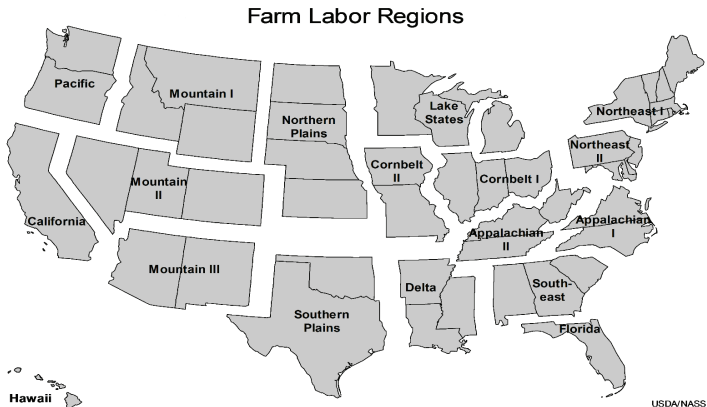 Farm Labor Regions
Pacific
Mountain I
Northern
Plains
Lake
States
Northeast I
Northeast
II
Cornbelt
II
Cornbelt I
Mountain
II
California
Appalachian
I
Appalachian
II
Mountain III
Delta
South-
east
Southern
Plains
Florida
Hawaii
USDA/NASS